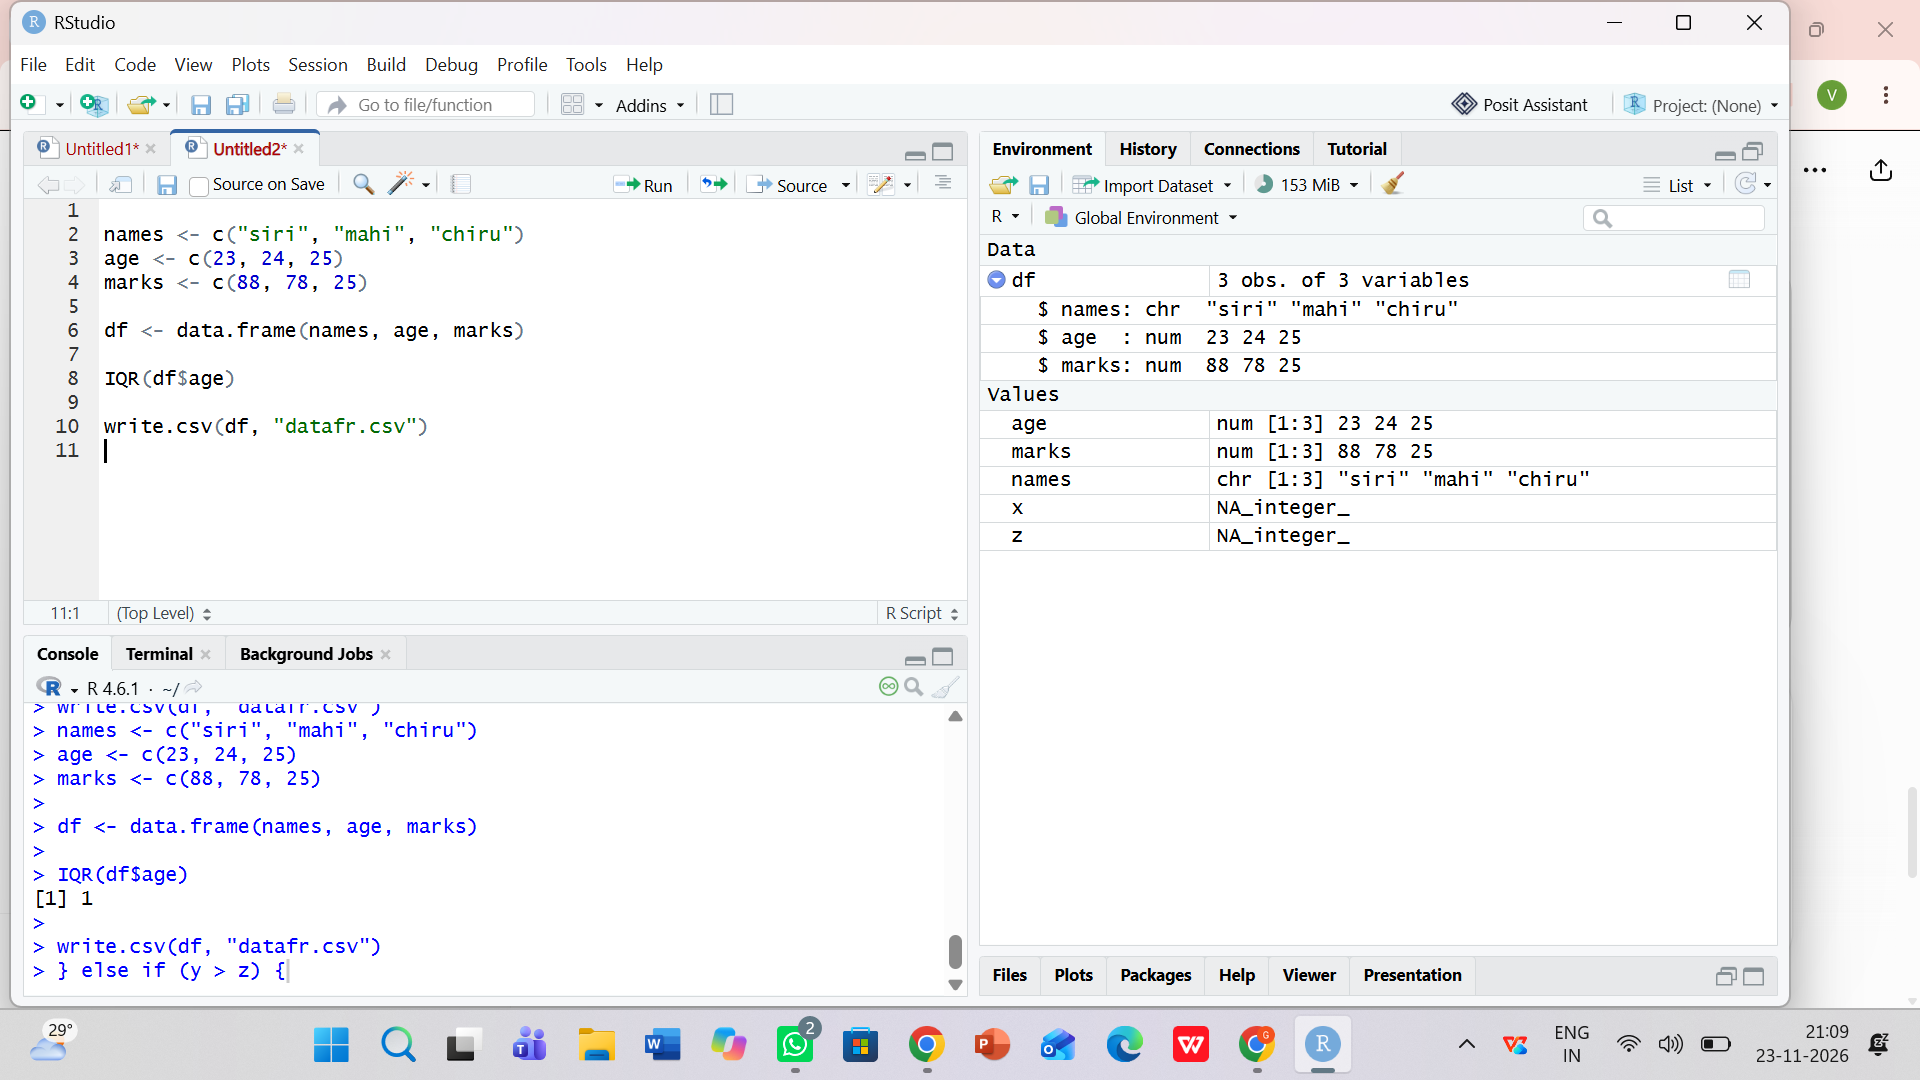 RStudio
File Edit Code View Plots Session Build Debug Profile Tools Help
Go to file/function Addins Posit Assistant Project: (None)
V
Untitled1* Untitled2*
Source on Save Run Source
1
2 names <- c("siri", "mahi", "chiru")
3 age <- c(23, 24, 25)
4 marks <- c(88, 78, 25)
5
6 df <- data.frame(names, age, marks)
7
8 IQR(df$age)
9
10 write.csv(df, "datafr.csv")
11
11:1 (Top Level) R Script
Console Terminal Background Jobs
R 4.6.1 · ~/
> write.csv(df, "datafr.csv")
> names <- c("siri", "mahi", "chiru")
> age <- c(23, 24, 25)
> marks <- c(88, 78, 25)
>
> df <- data.frame(names, age, marks)
>
> IQR(df$age)
[1] 1
>
> write.csv(df, "datafr.csv")
> } else if (y > z) {
Environment History Connections Tutorial
Import Dataset 153 MiB List
R Global Environment
Data
df 3 obs. of 3 variables
$ names: chr "siri" "mahi" "chiru"
$ age : num 23 24 25
$ marks: num 88 78 25
Values
age num [1:3] 23 24 25
marks num [1:3] 88 78 25
names chr [1:3] "siri" "mahi" "chiru"
x NA_integer_
z NA_integer_
Files Plots Packages Help Viewer Presentation
29°
2
ENG
IN
21:09
23-11-2026